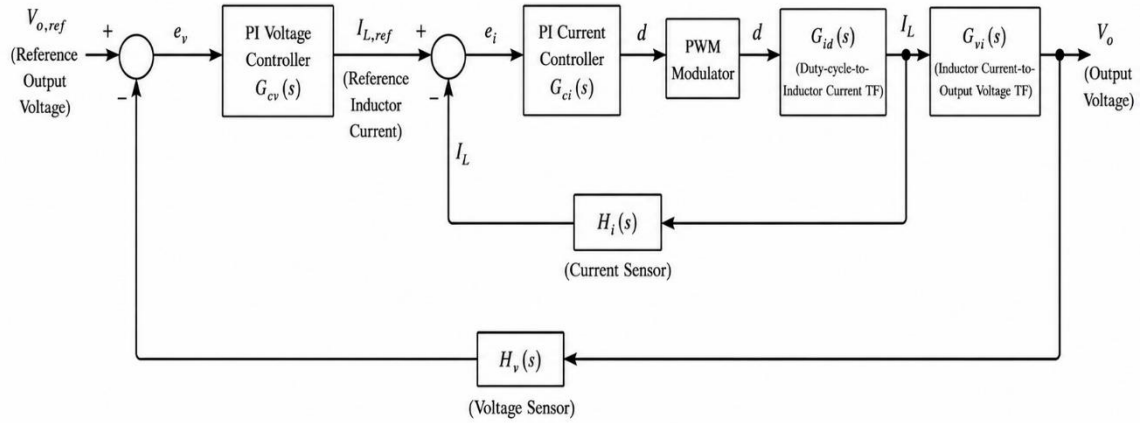 V_{o,ref}
(Reference
Output
Voltage)
+
−
e_v
PI Voltage
Controller
G_{cv}(s)
I_{L,ref}
(Reference
Inductor
Current)
+
−
e_i
PI Current
Controller
G_{ci}(s)
d
PWM
Modulator
d
G_{id}(s)
(Duty-cycle-to-
Inductor Current TF)
I_L
G_{vi}(s)
(Inductor Current-to-
Output Voltage TF)
V_o
(Output
Voltage)
I_L
H_i(s)
(Current Sensor)
H_v(s)
(Voltage Sensor)